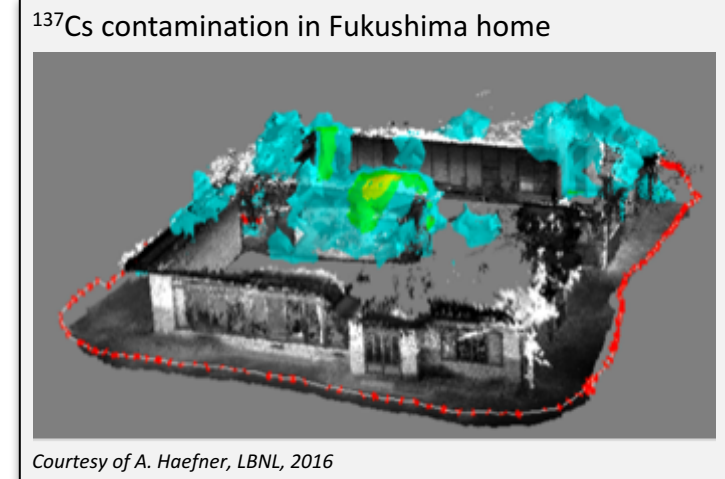 ¹³⁷Cs contamination in Fukushima home
Courtesy of A. Haefner, LBNL, 2016